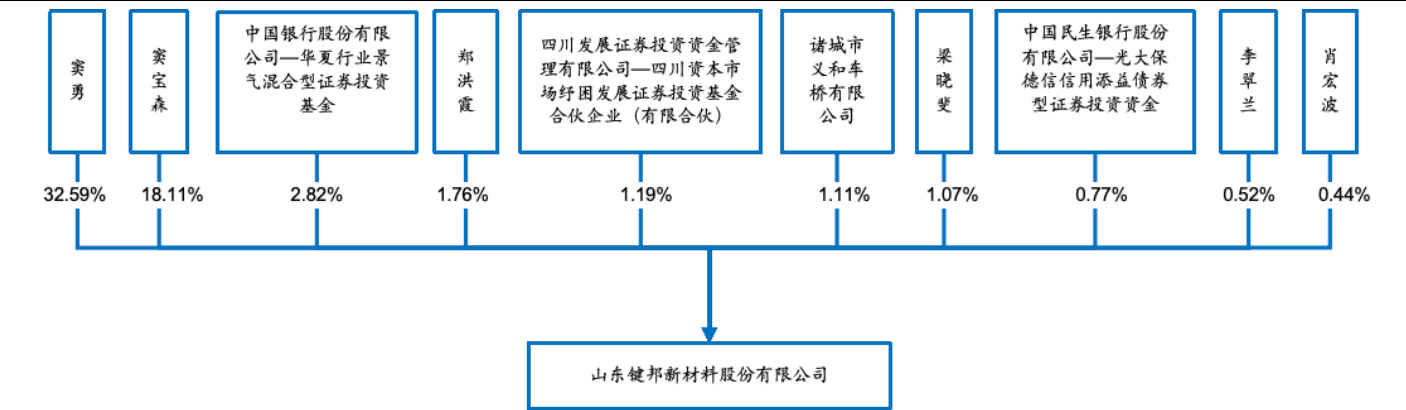 窦勇
窦宝森
中国银行股份有限
公司—华夏行业景
气混合型证券投资
基金
郑洪霞
四川发展证券投资资金管
理有限公司—四川资本市
场纾困发展证券投资基金
合伙企业（有限合伙）
诸城市
义和车
桥有限
公司
梁晓斐
中国民生银行股份
有限公司—光大保
德信信用添益债券
型证券投资资金
李翠兰
肖宏波
32.59%
18.11%
2.82%
1.76%
1.19%
1.11%
1.07%
0.77%
0.52%
0.44%
山东键邦新材料股份有限公司